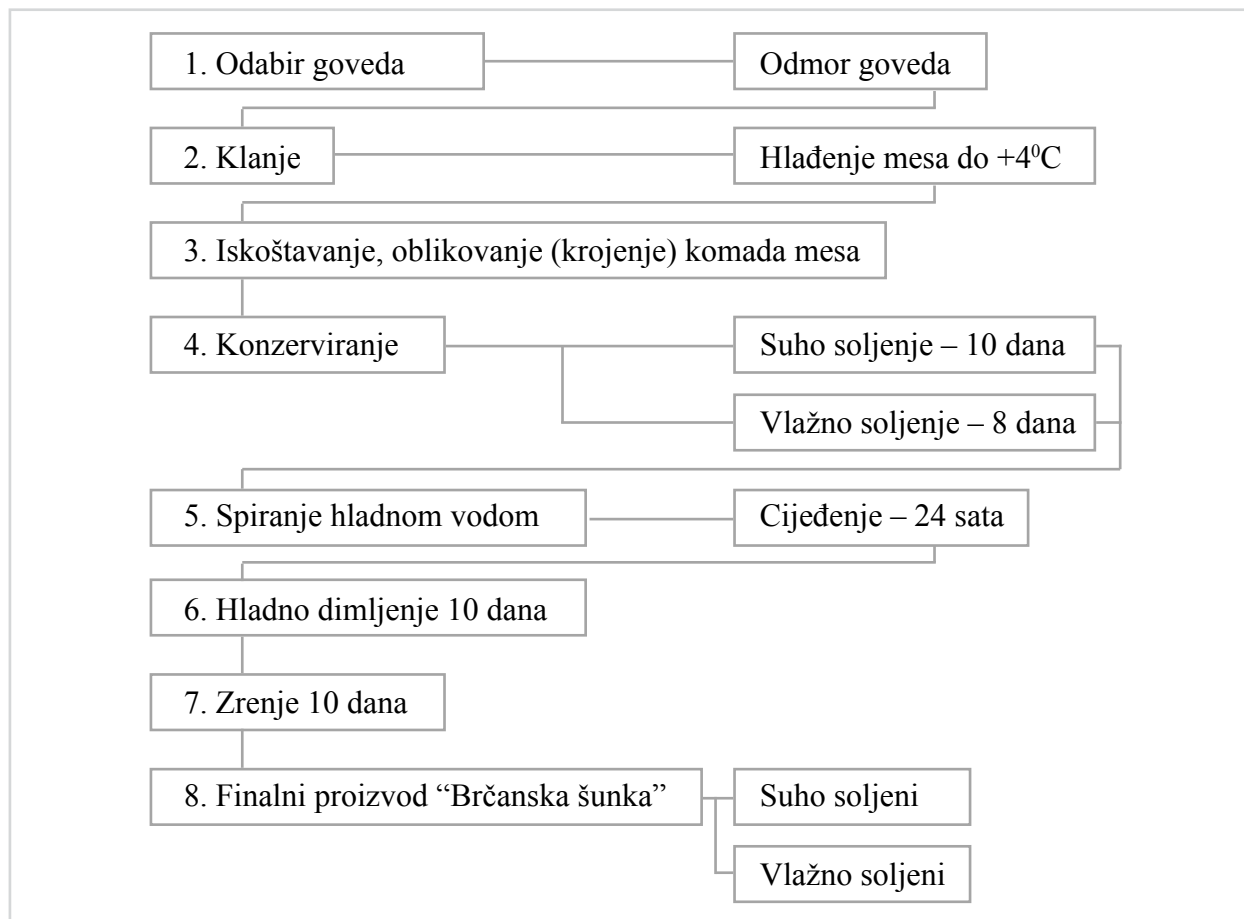 1. Odabir goveda
Odmor goveda
2. Klanje
Hlađenje mesa do +4⁰C
3. Iskoštavanje, oblikovanje (krojenje) komada mesa
4. Konzerviranje
Suho soljenje – 10 dana
Vlažno soljenje – 8 dana
5. Spiranje hladnom vodom
Cijeđenje – 24 sata
6. Hladno dimljenje 10 dana
7. Zrenje 10 dana
8. Finalni proizvod “Brčanska šunka”
Suho soljeni
Vlažno soljeni